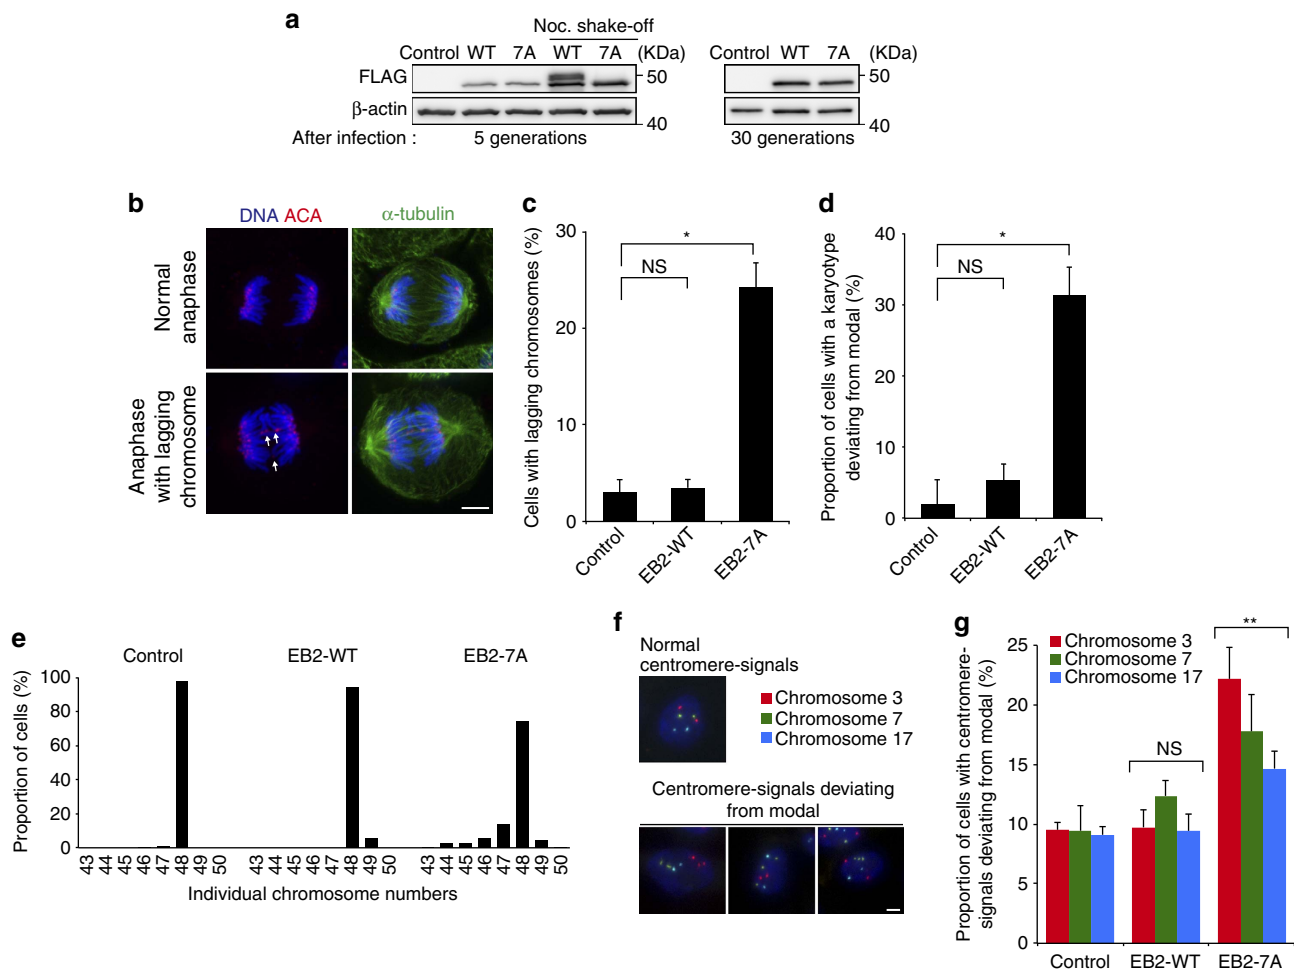 a
Noc. shake-off
Control WT 7A WT 7A (KDa)
FLAG
50
β-actin
40
After infection : 5 generations
Control WT 7A (KDa)
50
40
30 generations
b
DNA ACA
α-tubulin
Normal
anaphase
Anaphase
with lagging
chromosome
c
Cells with lagging chromosomes (%)
30
20
10
0
*
NS
Control
EB2-WT
EB2-7A
d
Proportion of cells with a karyotype
deviating from modal (%)
40
30
20
10
0
*
NS
Control
EB2-WT
EB2-7A
e
Proportion of cells (%)
100
80
60
40
20
0
Control
EB2-WT
EB2-7A
43 44 45 46 47 48 49 50
43 44 45 46 47 48 49 50
43 44 45 46 47 48 49 50
Individual chromosome numbers
f
Normal
centromere-signals
Chromosome 3
Chromosome 7
Chromosome 17
Centromere-signals deviating
from modal
g
Proportion of cells with centromere-
signals deviating from modal (%)
25
20
15
10
5
0
Chromosome 3
Chromosome 7
Chromosome 17
NS
**
Control
EB2-WT
EB2-7A